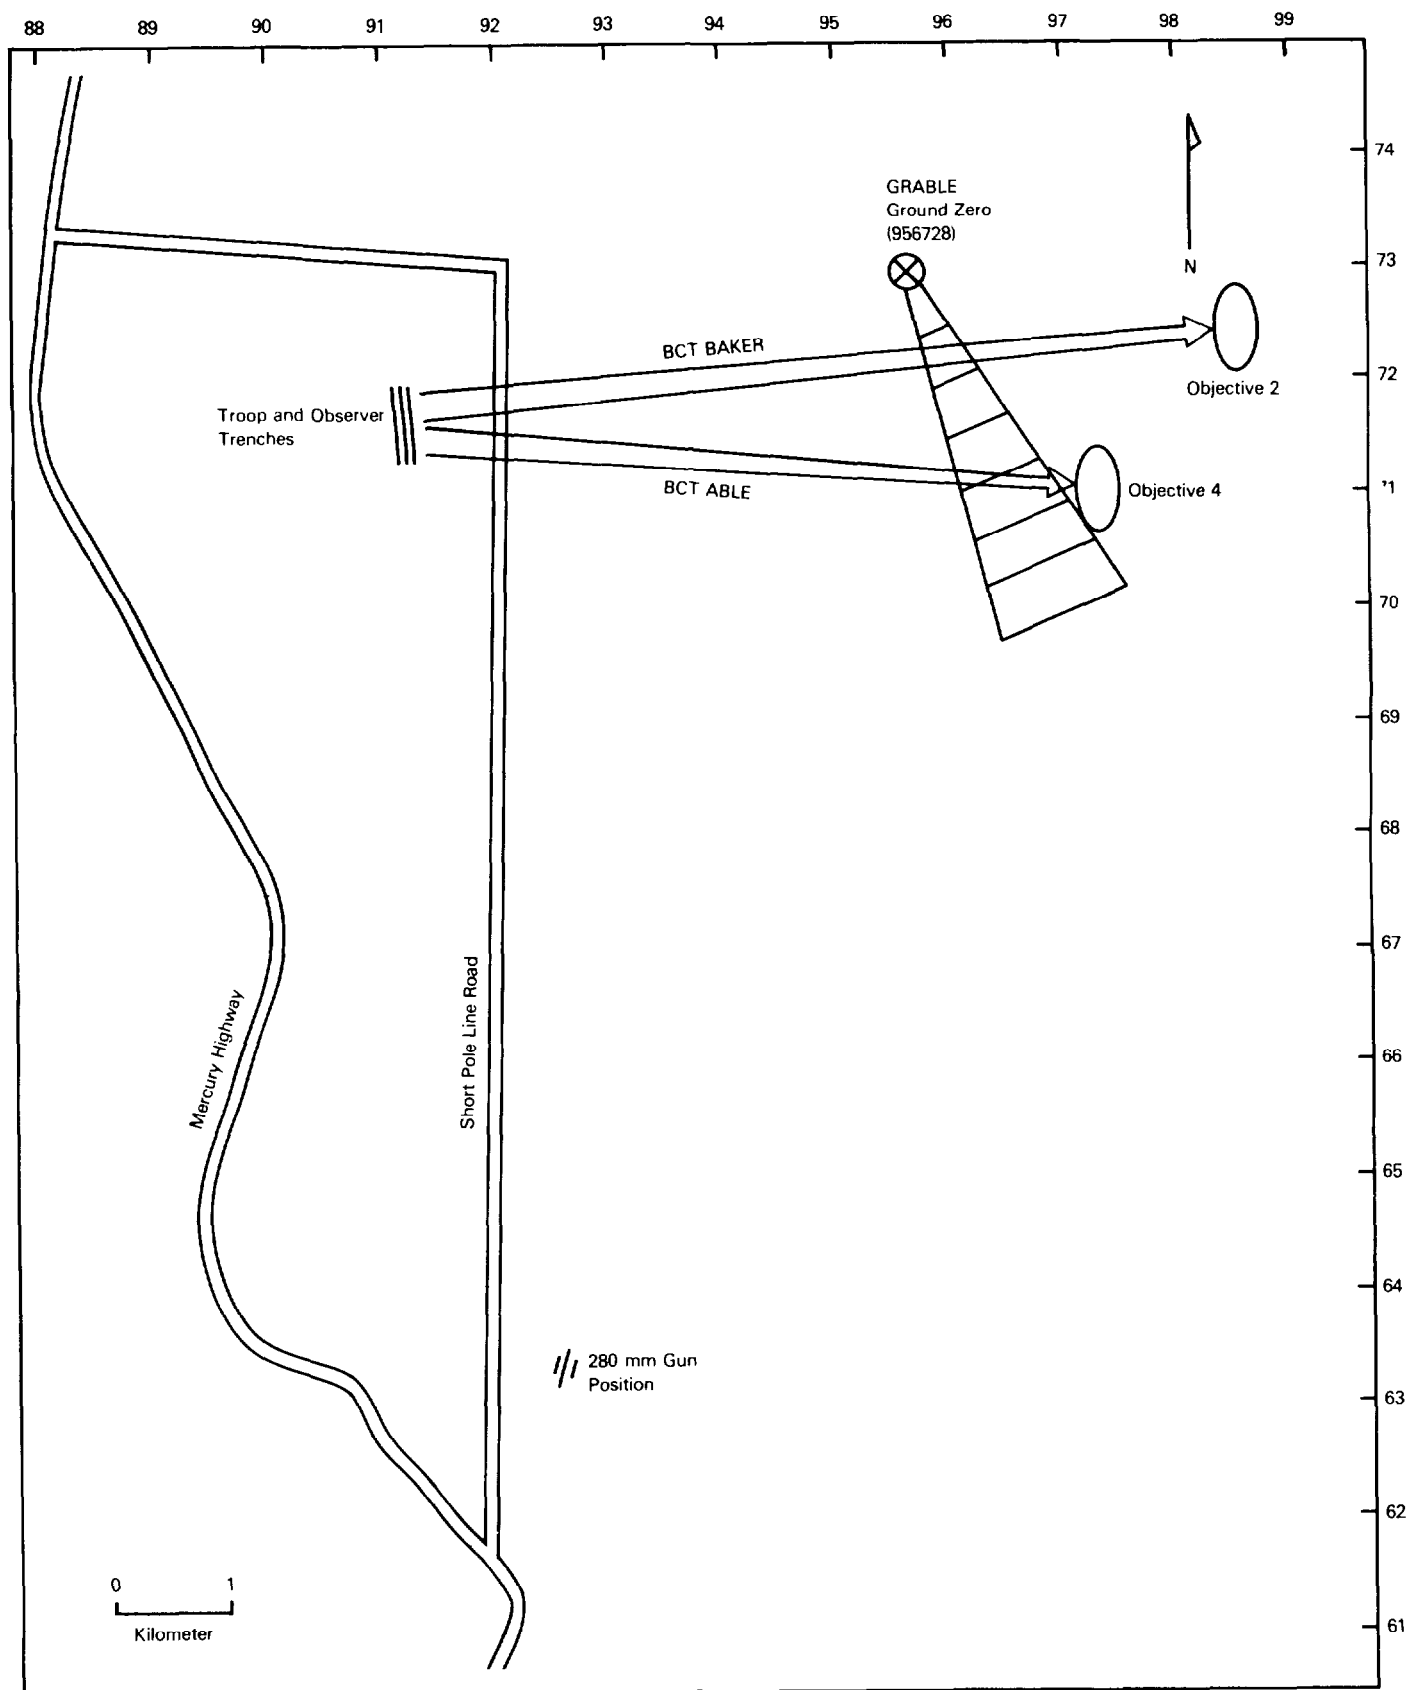 88 89 90 91 92 93 94 95 96 97 98 99
74
GRABLE
Ground Zero
(956728)
73
N
BCT BAKER
72
Objective 2
Troop and Observer
Trenches
BCT ABLE
71
Objective 4
70
69
68
67
Short Pole Line Road
Mercury Highway
66
65
64
280 mm Gun
Position
63
62
0 1
Kilometer
61